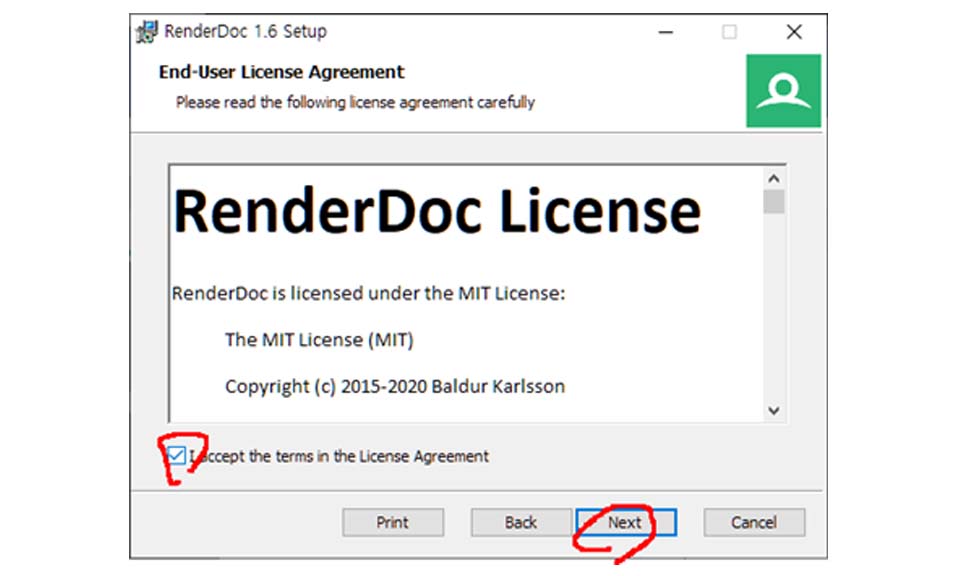 RenderDoc 1.6 Setup
End-User License Agreement
Please read the following license agreement carefully
RenderDoc License
RenderDoc is licensed under the MIT License:
The MIT License (MIT)
Copyright (c) 2015-2020 Baldur Karlsson
I accept the terms in the License Agreement
Print Back Next Cancel